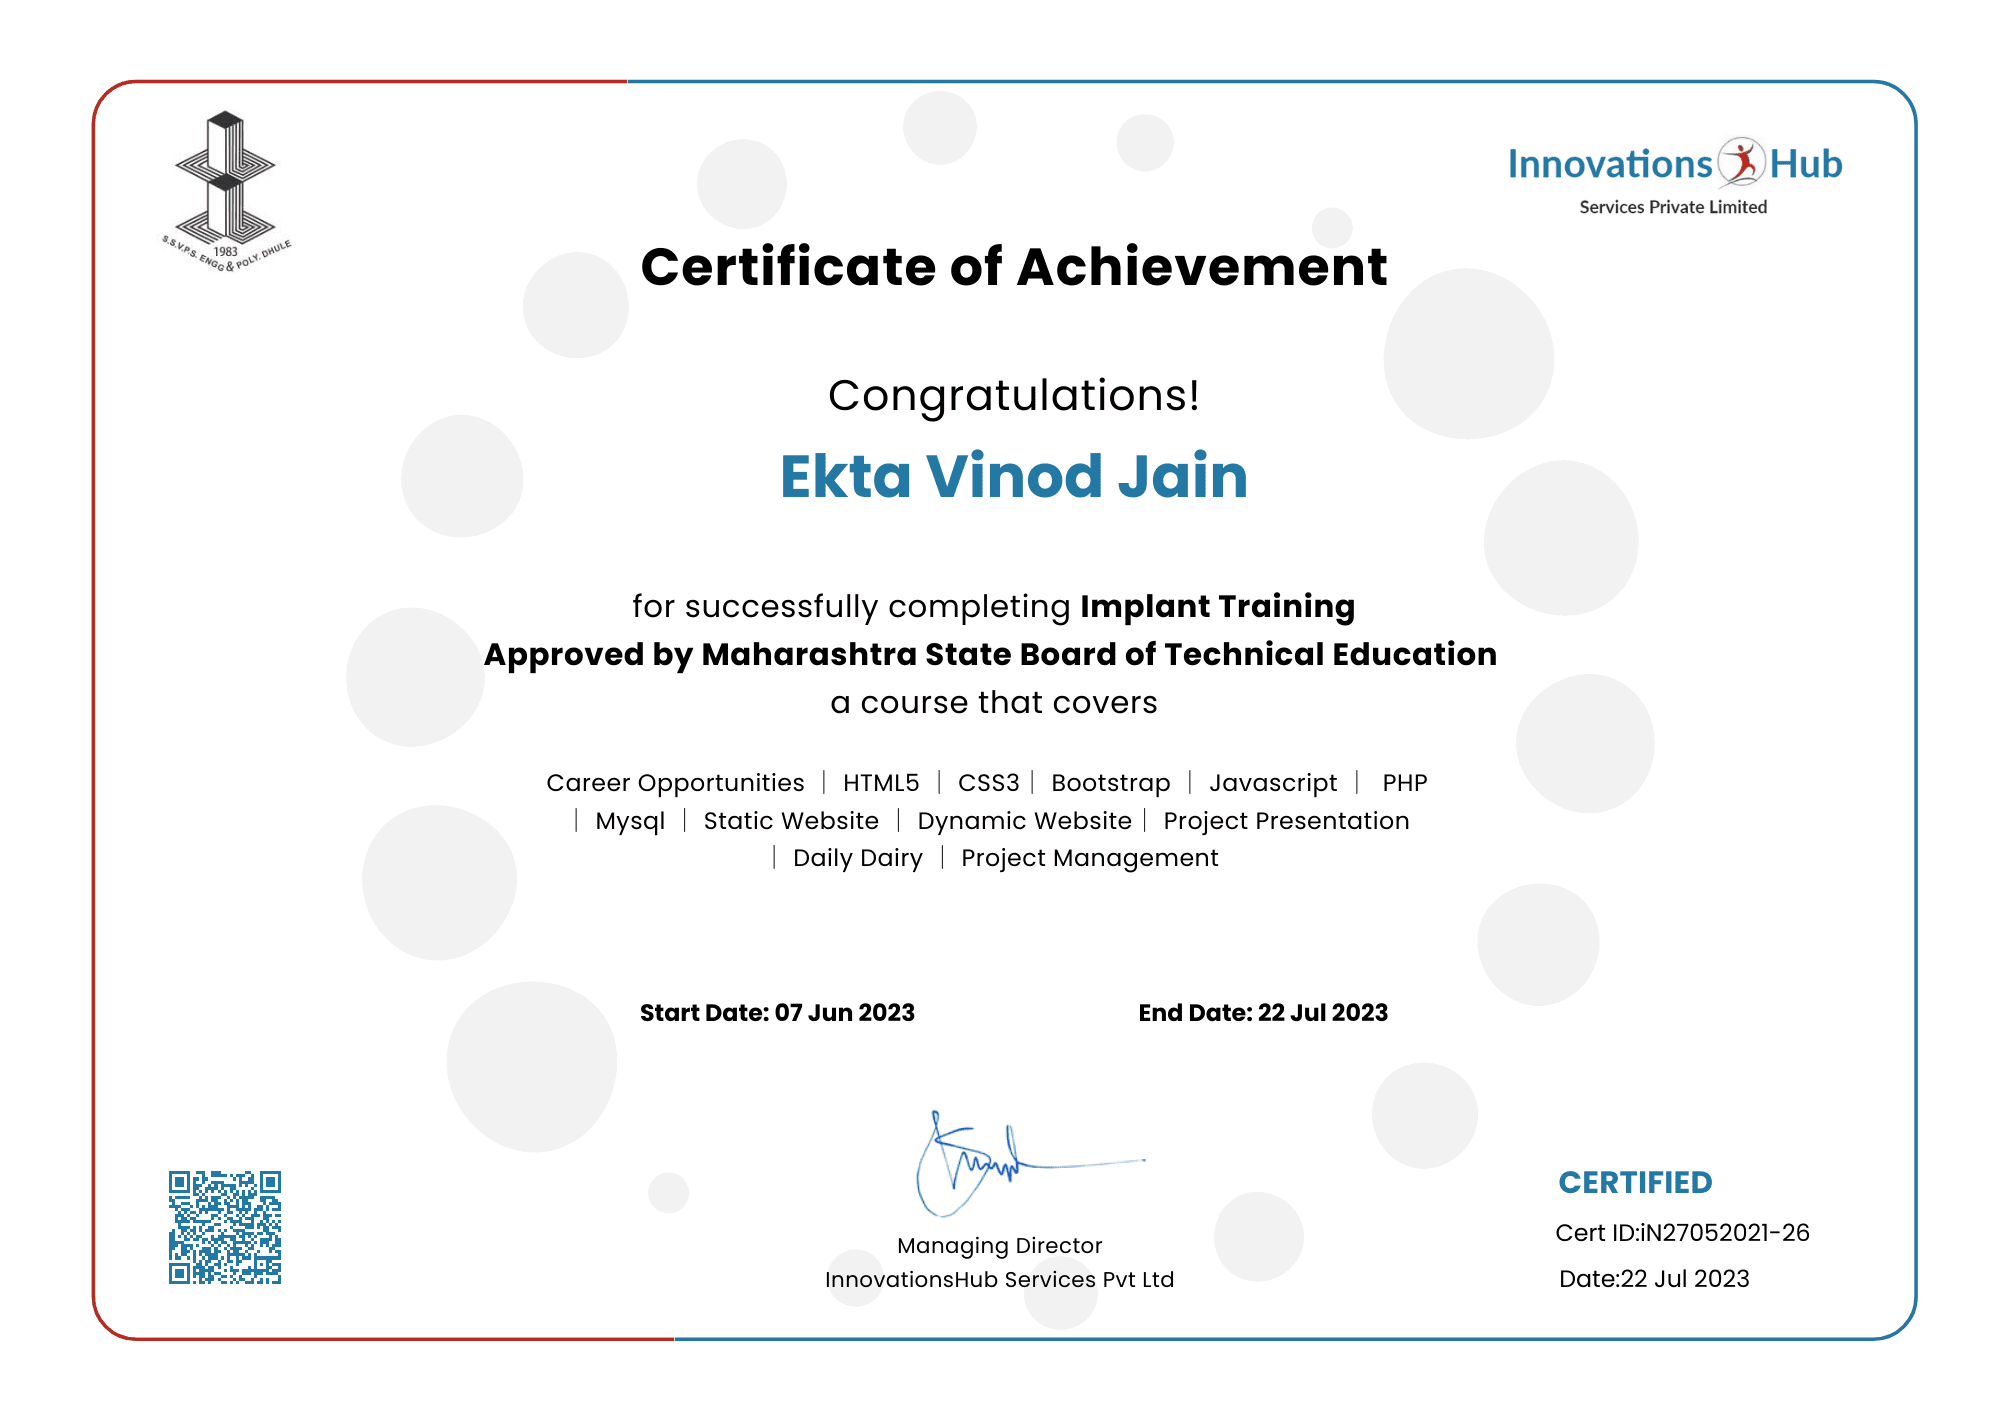 S.S.V.P.S. ENGG & POLY. DHULE
1983
Innovations Hub
Services Private Limited
Certificate of Achievement
Congratulations!
Ekta Vinod Jain
for successfully completing Implant Training
Approved by Maharashtra State Board of Technical Education
a course that covers
Career Opportunities | HTML5 | CSS3 | Bootstrap | Javascript | PHP
| Mysql | Static Website | Dynamic Website | Project Presentation
| Daily Dairy | Project Management
Start Date: 07 Jun 2023 End Date: 22 Jul 2023
Managing Director
InnovationsHub Services Pvt Ltd
CERTIFIED
Cert ID:iN27052021-26
Date:22 Jul 2023